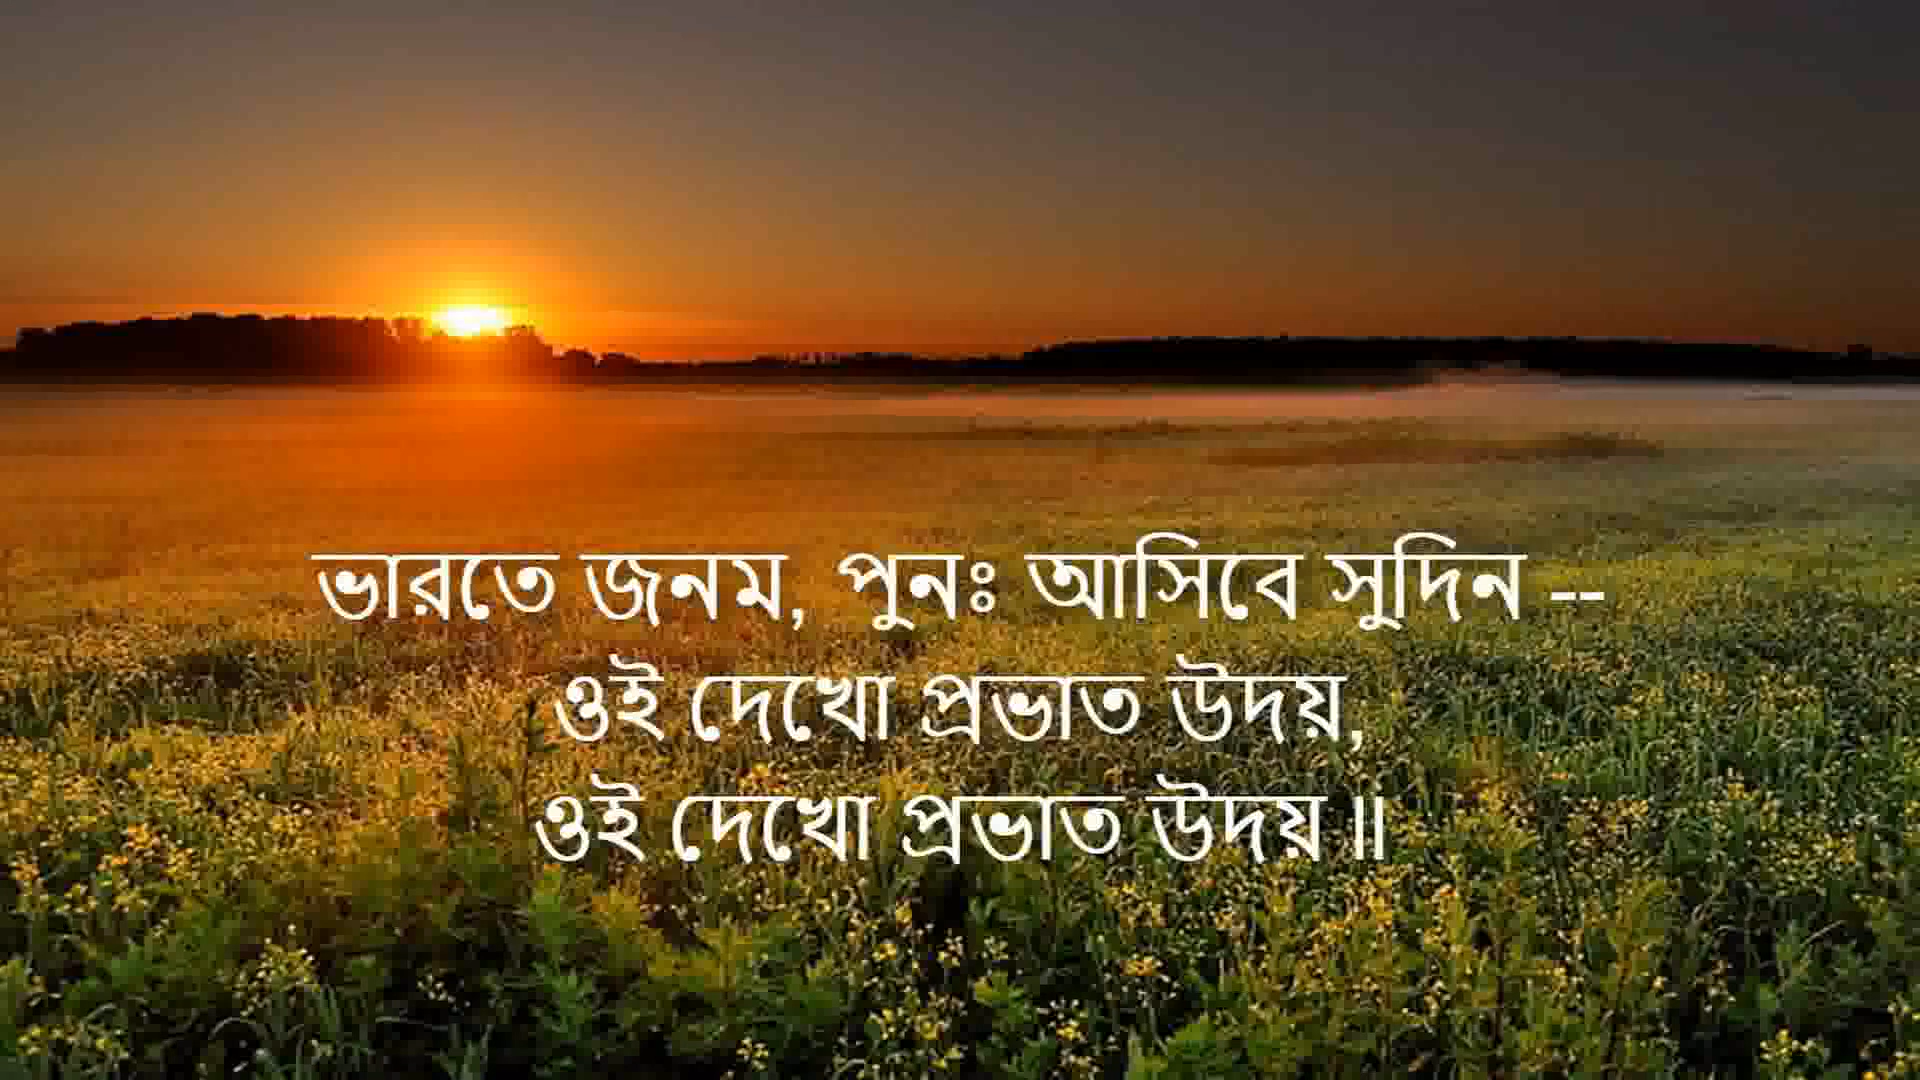 ভারতে জনম, পুনঃ আসিবে সুদিন --
ওই দেখো প্রভাত উদয়,
ওই দেখো প্রভাত উদয়॥